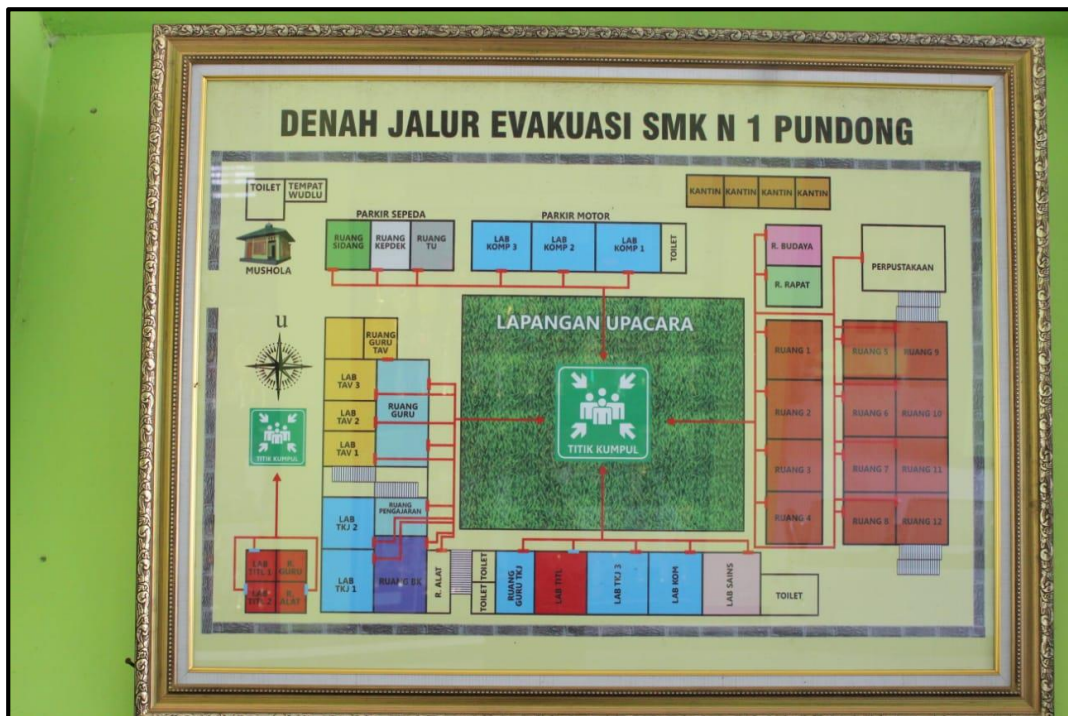 DENAH JALUR EVAKUASI SMK N 1 PUNDONG
TOILET
TEMPAT
WUDLU
KANTIN
KANTIN
KANTIN
KANTIN
PARKIR SEPEDA
PARKIR MOTOR
RUANG
SIDANG
RUANG
KEPDEK
RUANG
TU
LAB
KOMP 3
LAB
KOMP 2
LAB
KOMP 1
TOILET
R. BUDAYA
R. RAPAT
PERPUSTAKAAN
MUSHOLA
U
LAPANGAN UPACARA
TITIK KUMPUL
RUANG
GURU
TAV
LAB
TAV 3
LAB
TAV 2
LAB
TAV 1
RUANG
GURU
TITIK KUMPUL
RUANG 1
RUANG 2
RUANG 3
RUANG 4
RUANG 5
RUANG 6
RUANG 7
RUANG 8
RUANG 9
RUANG 10
RUANG 11
RUANG 12
RUANG
PENGAJARAN
LAB
TKJ 2
LAB
TKJ 1
RUANG BK
R. ALAT
LAB
TITL 1
R.
GURU
LAB
TITL 2
R.
ALAT
TOILET
TOILET
RUANG
GURU TKJ
LAB TITL
LAB TKJ 3
LAB KOM
LAB SAINS
TOILET